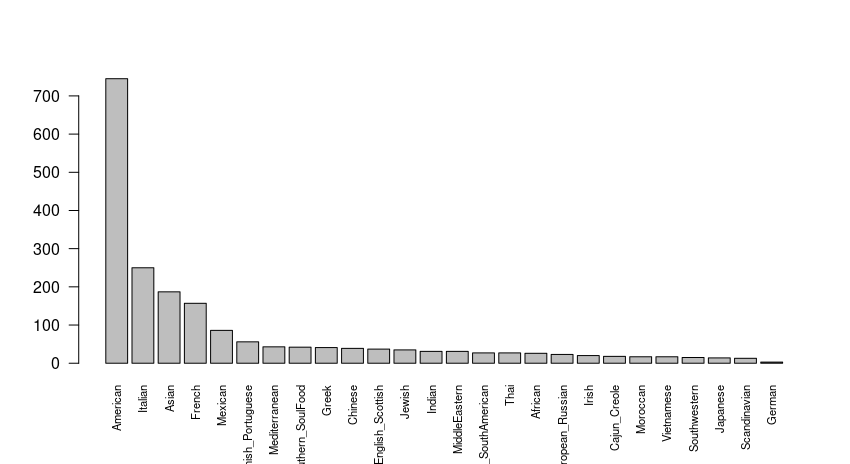 700
600
500
400
300
200
100
0
American
Italian
Asian
French
Mexican
nish_Portuguese
Mediterranean
uthern_SoulFood
Greek
Chinese
English_Scottish
Jewish
Indian
MiddleEastern
_SouthAmerican
Thai
African
ropean_Russian
Irish
Cajun_Creole
Moroccan
Vietnamese
Southwestern
Japanese
Scandinavian
German